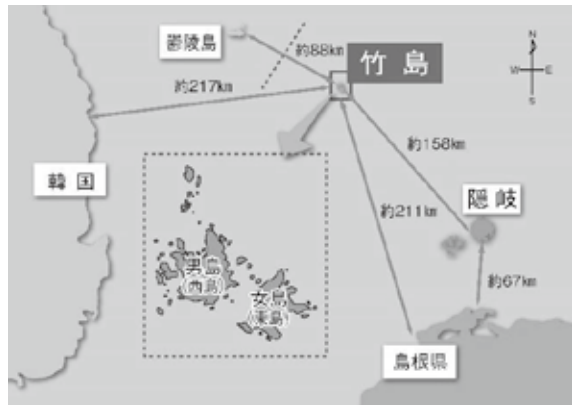 鬱陵島
約88km
竹島
N
W E
S
約217km
約158km
韓国
隠岐
約211km
男島
(西島)
女島
(東島)
約67km
島根県